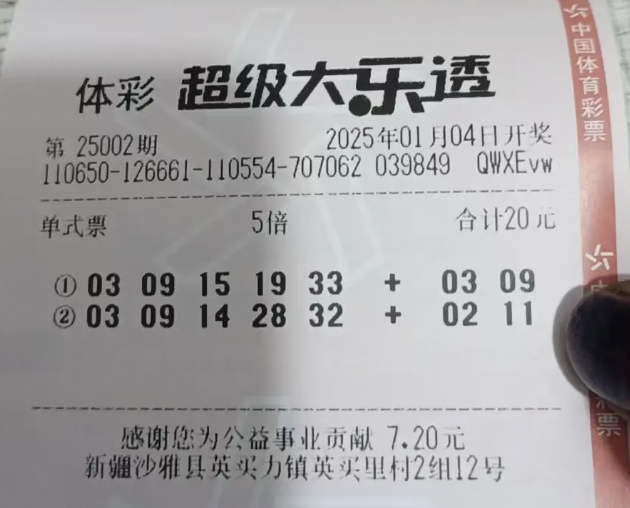 体彩 超级大乐透
第 25002期 2025年01月04日开奖
110650-126661-110554-707062 039849 QWXEvw
单式票 5倍 合计20元
① 03 09 15 19 33 + 03 09
② 03 09 14 28 32 + 02 11
感谢您为公益事业贡献 7.20元
新疆沙雅县英买力镇英买里村2组12号
中国体育彩票